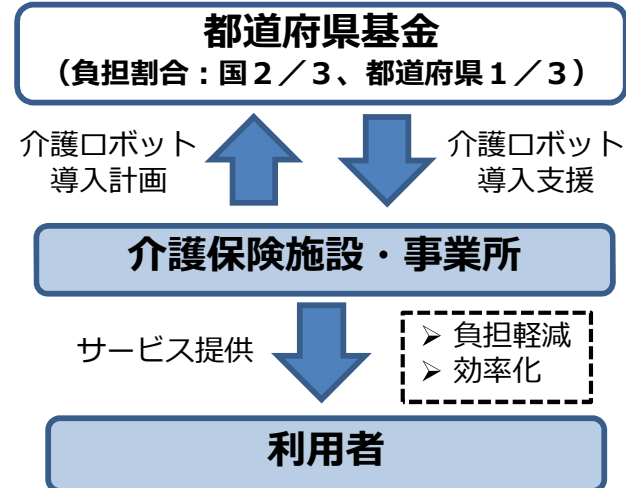 都道府県基金
（負担割合：国２／３、都道府県１／３）
介護ロボット
導入計画
介護ロボット
導入支援
介護保険施設・事業所
サービス提供
➢ 負担軽減
➢ 効率化
利用者